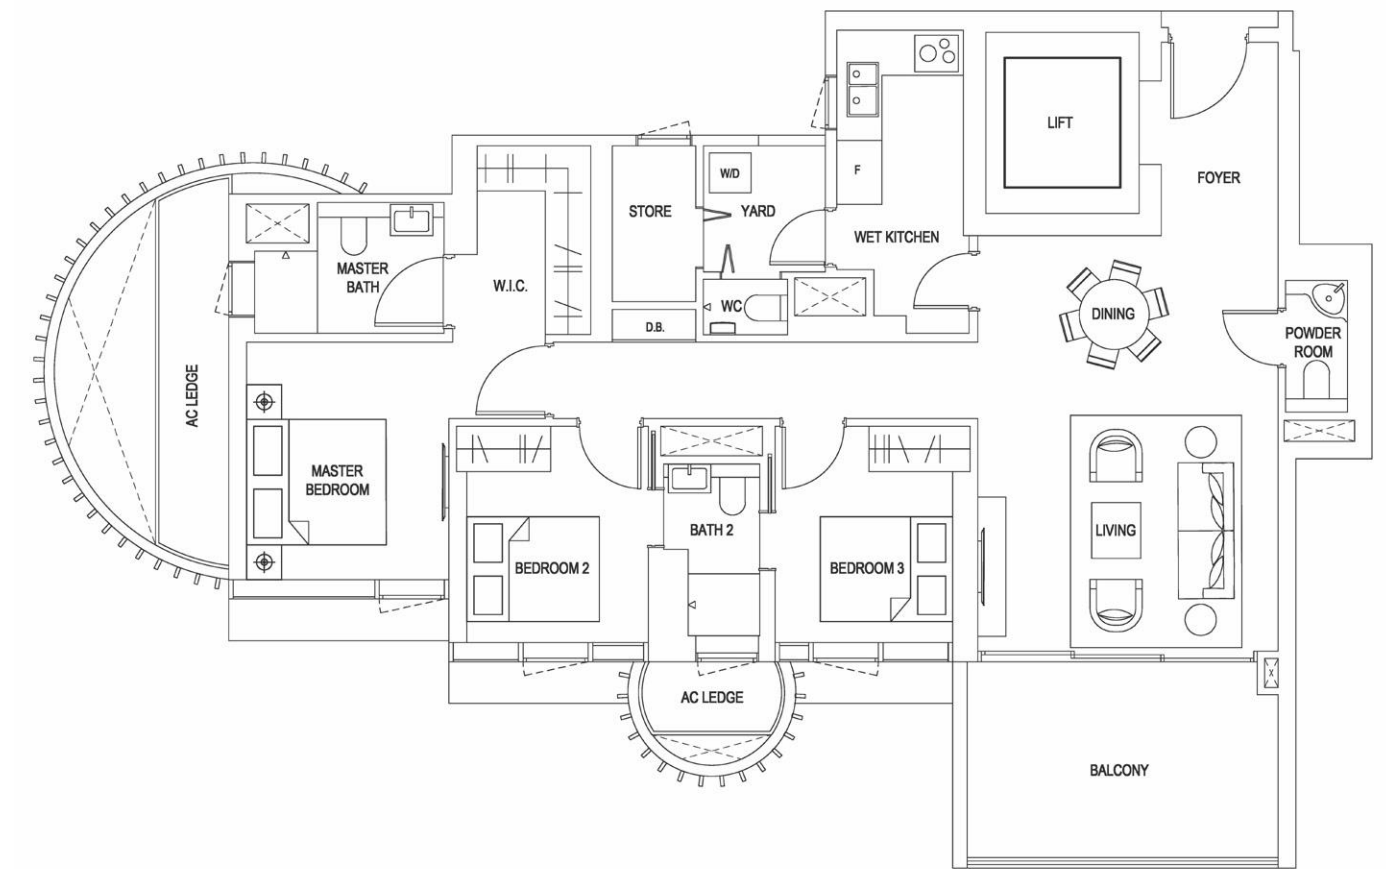 LIFT
W/D
F
FOYER
STORE
YARD
WET KITCHEN
MASTER
BATH
W.I.C.
WC
D.B.
DINING
POWDER
ROOM
AC LEDGE
MASTER
BEDROOM
BATH 2
LIVING
BEDROOM 2
BEDROOM 3
X
AC LEDGE
BALCONY